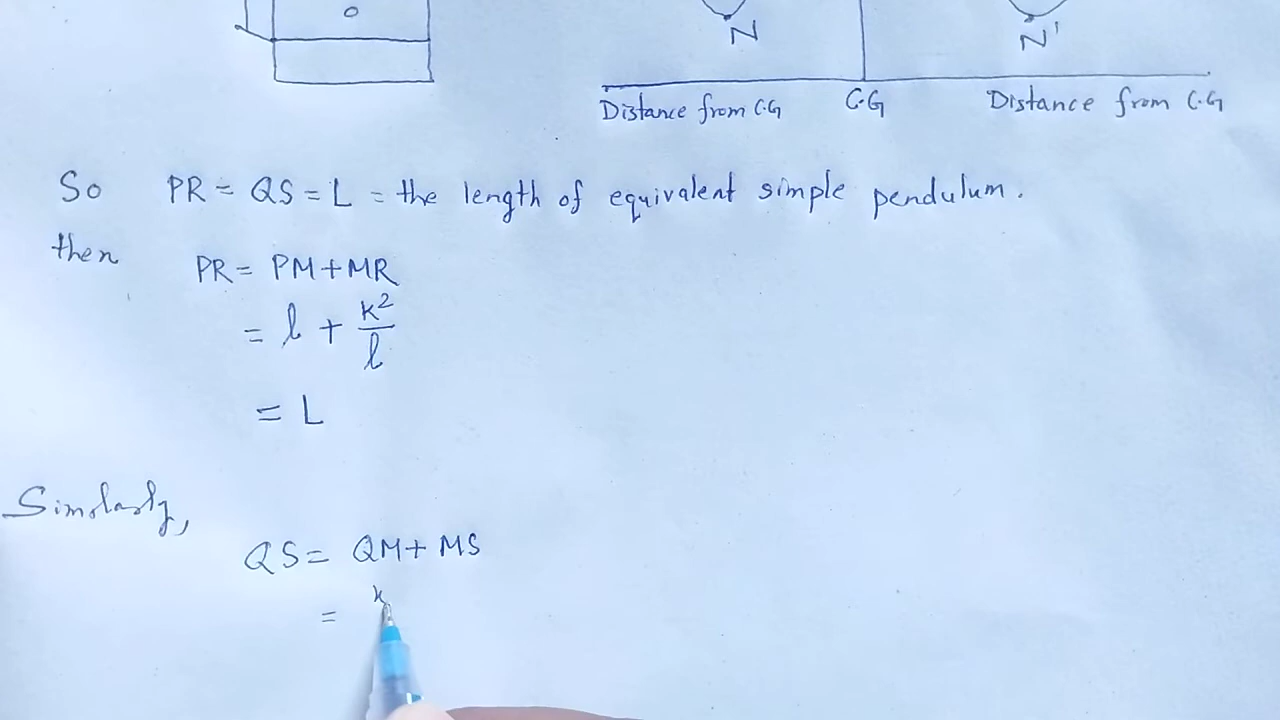 o
N N'
Distance from C.G C.G Distance from C.G
So PR = QS = L = the length of equivalent simple pendulum.
then
PR = PM + MR
= l + k²/l
= L
Similarly,
QS = QM + MS
= k